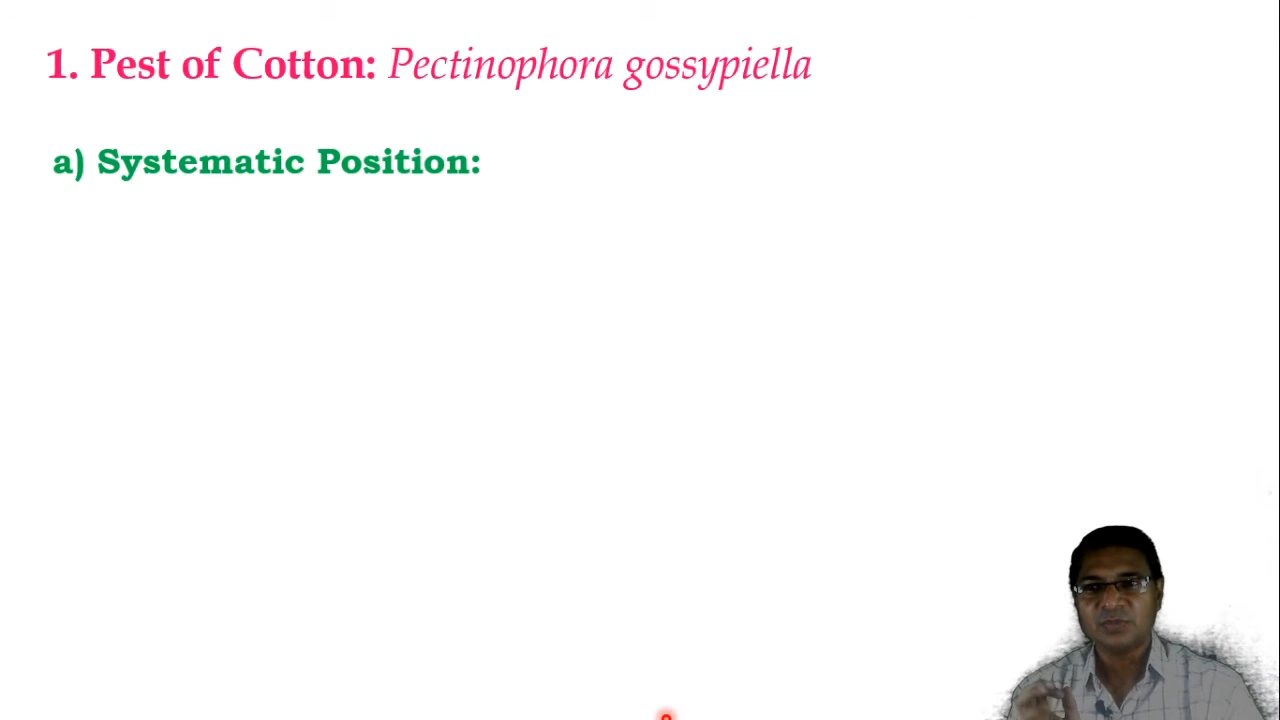 1. Pest of Cotton: Pectinophora gossypiella
a) Systematic Position: